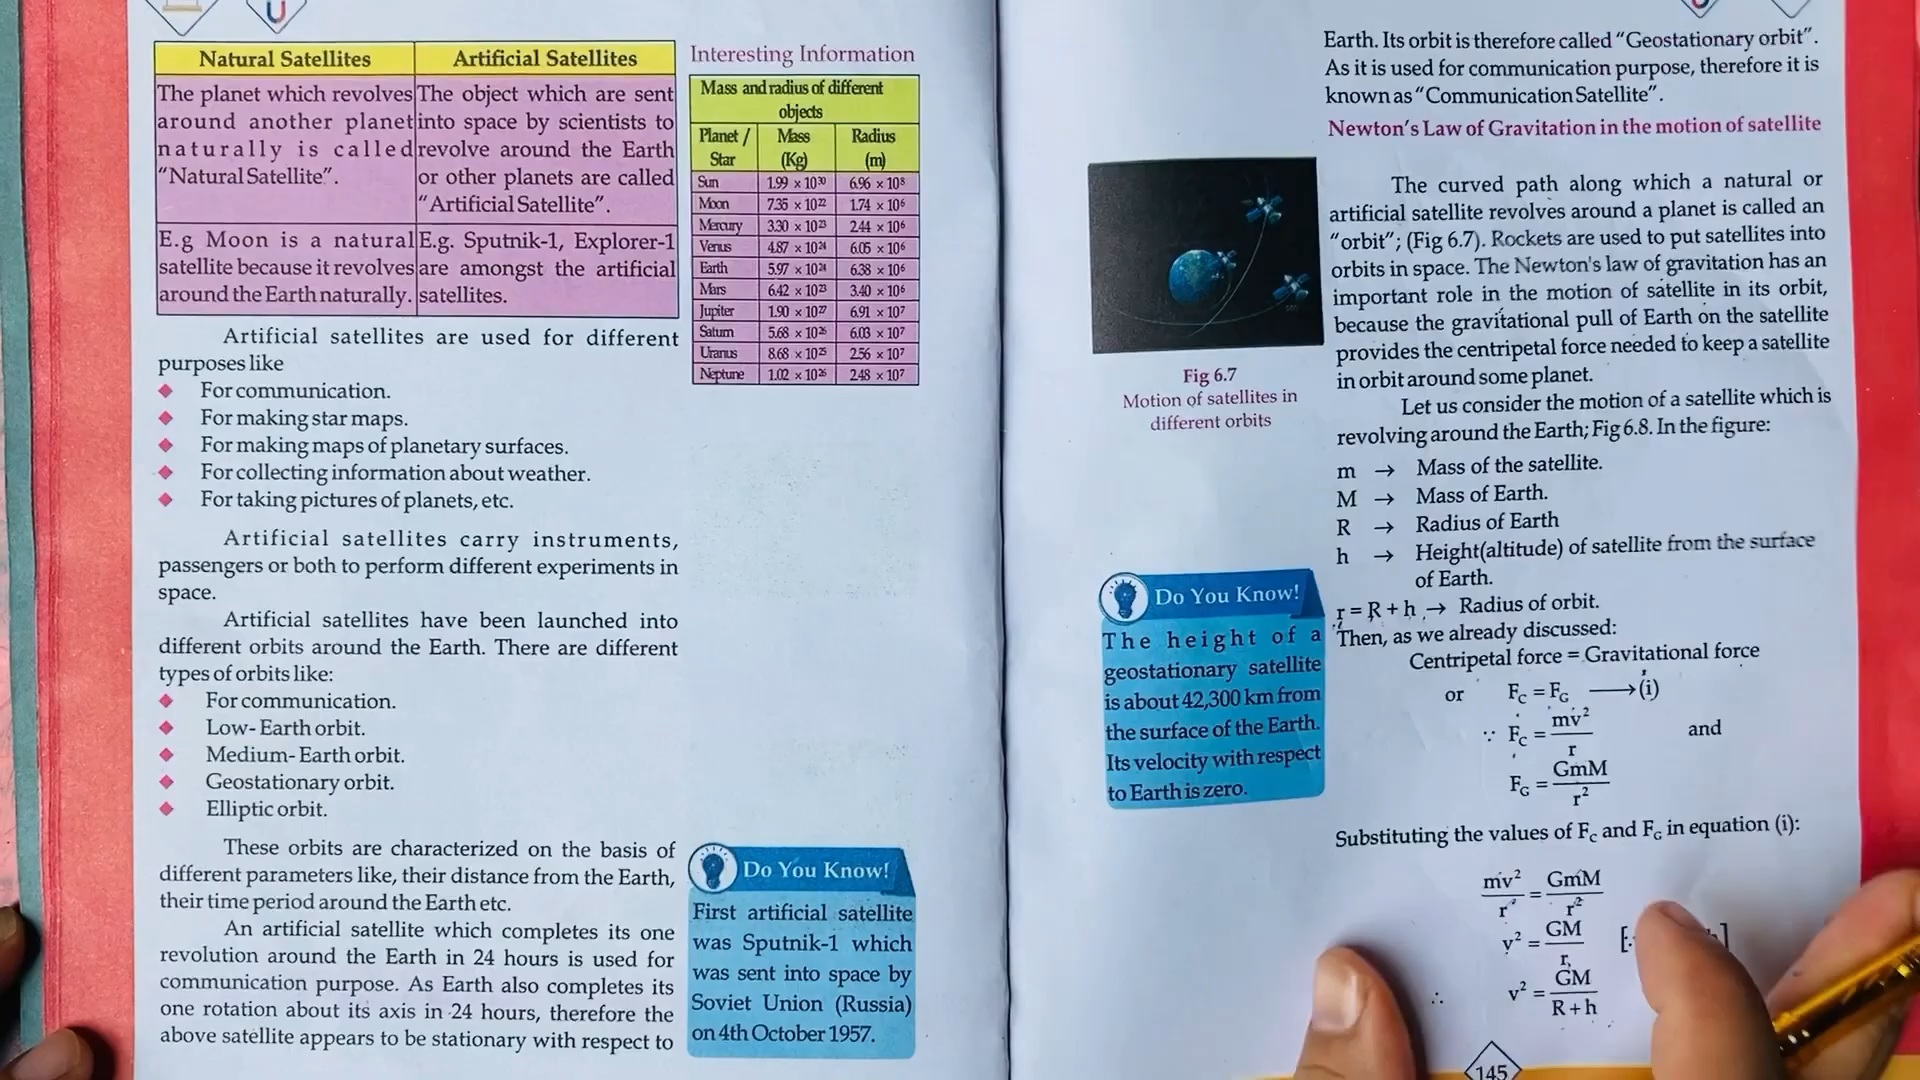 Natural Satellites
Artificial Satellites
The planet which revolves
around another planet
naturally is called
"Natural Satellite".
The object which are sent
into space by scientists to
revolve around the Earth
or other planets are called
"Artificial Satellite".
E.g Moon is a natural
satellite because it revolves
around the Earth naturally.
E.g. Sputnik-1, Explorer-1
are amongst the artificial
satellites.
Artificial satellites are used for different
purposes like
For communication.
For making star maps.
For making maps of planetary surfaces.
For collecting information about weather.
For taking pictures of planets, etc.
Artificial satellites carry instruments,
passengers or both to perform different experiments in
space.
Artificial satellites have been launched into
different orbits around the Earth. There are different
types of orbits like:
For communication.
Low- Earth orbit.
Medium- Earth orbit.
Geostationary orbit.
Elliptic orbit.
These orbits are characterized on the basis of
different parameters like, their distance from the Earth,
their time period around the Earth etc.
An artificial satellite which completes its one
revolution around the Earth in 24 hours is used for
communication purpose. As Earth also completes its
one rotation about its axis in 24 hours, therefore the
above satellite appears to be stationary with respect to
Interesting Information
Mass and radius of different
objects
Planet / Star Mass (Kg) Radius (m)
Sun 1.99 × 10³⁰ 6.96 × 10⁸
Moon 7.35 × 10²² 1.74 × 10⁶
Mercury 3.30 × 10²³ 2.44 × 10⁶
Venus 4.87 × 10²⁴ 6.05 × 10⁶
Earth 5.97 × 10²⁴ 6.38 × 10⁶
Mars 6.42 × 10²³ 3.40 × 10⁶
Jupiter 1.90 × 10²⁷ 6.91 × 10⁷
Saturn 5.68 × 10²⁶ 6.03 × 10⁷
Uranus 8.68 × 10²⁵ 2.56 × 10⁷
Neptune 1.02 × 10²⁶ 2.48 × 10⁷
Do You Know!
First artificial satellite
was Sputnik-1 which
was sent into space by
Soviet Union (Russia)
on 4th October 1957.
Earth. Its orbit is therefore called "Geostationary orbit".
As it is used for communication purpose, therefore it is
known as "Communication Satellite".
Newton's Law of Gravitation in the motion of satellite
The curved path along which a natural or
artificial satellite revolves around a planet is called an
"orbit"; (Fig 6.7). Rockets are used to put satellites into
orbits in space. The Newton's law of gravitation has an
important role in the motion of satellite in its orbit,
because the gravitational pull of Earth on the satellite
provides the centripetal force needed to keep a satellite
in orbit around some planet.
Fig 6.7
Motion of satellites in
different orbits
Let us consider the motion of a satellite which is
revolving around the Earth; Fig 6.8. In the figure:
m → Mass of the satellite.
M → Mass of Earth.
R → Radius of Earth
h → Height(altitude) of satellite from the surface
of Earth.
r = R + h → Radius of orbit.
Then, as we already discussed:
Centripetal force = Gravitational force
or F_C = F_G ⟶ (i)
∵ F_C = mv²/r and
F_G = GmM/r²
Do You Know!
The height of a
geostationary satellite
is about 42,300 km from
the surface of the Earth.
Its velocity with respect
to Earth is zero.
Substituting the values of F_C and F_G in equation (i):
mv²/r = GmM/r²
v² = GM/r
∴ v² = GM/(R + h)
145